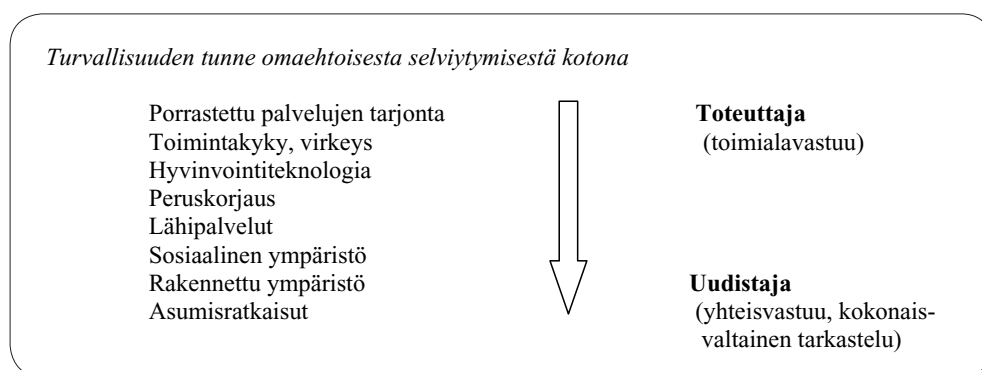 Turvallisuuden tunne omaehtoisesta selviytymisestä kotona
Porrastettu palvelujen tarjonta
Toimintakyky, virkeys
Hyvinvointiteknologia
Peruskorjaus
Lähipalvelut
Sosiaalinen ympäristö
Rakennettu ympäristö
Asumisratkaisut
Toteuttaja
(toimialavastuu)
Uudistaja
(yhteisvastuu, kokonais-
valtainen tarkastelu)